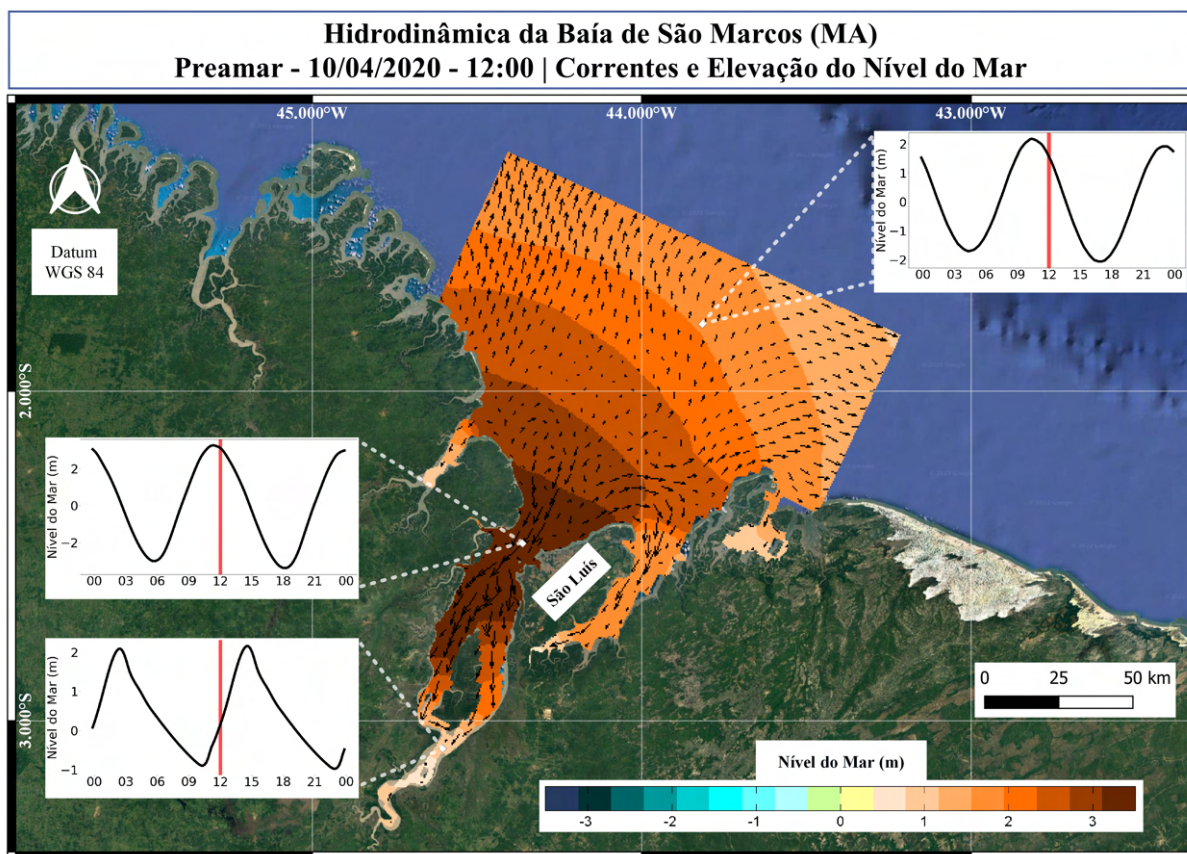 Hidrodinâmica da Baía de São Marcos (MA)
Preamar - 10/04/2020 - 12:00 | Correntes e Elevação do Nível do Mar
45.000°W
44.000°W
43.000°W
Datum
WGS 84
Nível do Mar (m)
2
1
0
-1
-2
00 03 06 09 12 15 18 21 00
2.000°S
Nível do Mar (m)
2
0
-2
00 03 06 09 12 15 18 21 00
São Luís
Nível do Mar (m)
2
1
0
-1
00 03 06 09 12 15 18 21 00
3.000°S
0 25 50 km
Nível do Mar (m)
-3 -2 -1 0 1 2 3